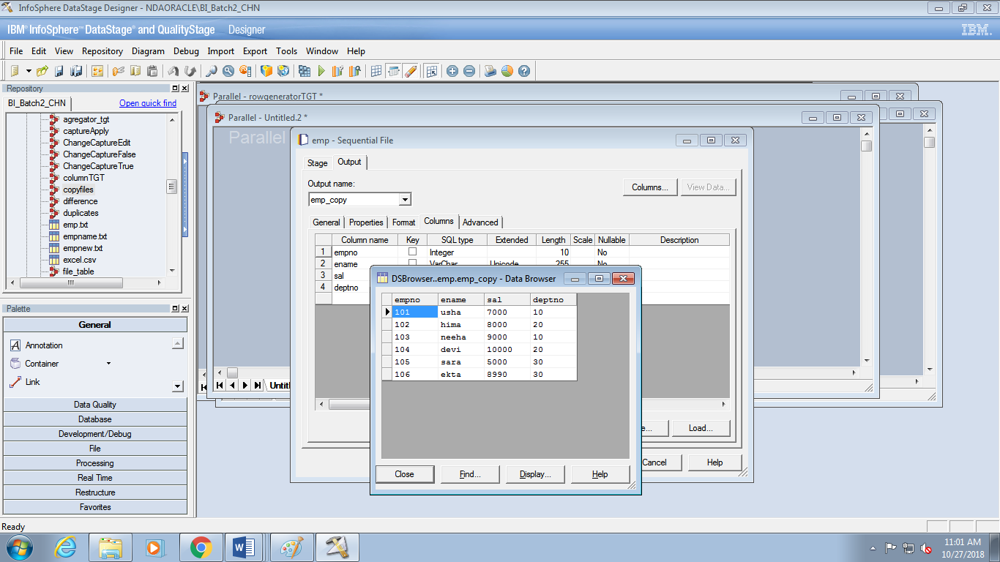 InfoSphere DataStage Designer - NDAORACLE\BI_Batch2_CHN
IBM® InfoSphere™ DataStage® and QualityStage Designer
IBM.
File Edit View Repository Diagram Debug Import Export Tools Window Help
Repository
BI_Batch2_CHN Open quick find
agregator_tgt
captureApply
ChangeCaptureEdit
ChangeCaptureFalse
ChangeCaptureTrue
columnTGT
copyfiles
difference
duplicates
emp.txt
empname.txt
empnew.txt
excel.csv
file_table
Palette
General
Annotation
Container
Link
Data Quality
Database
Development/Debug
File
Processing
Real Time
Restructure
Favorites
Parallel - rowgeneratorTGT *
Parallel - Untitled.2 *
Parallel
emp - Sequential File
Stage Output
Output name:
emp_copy
Columns... View Data...
General Properties Format Columns Advanced
Column name Key SQL type Extended Length Scale Nullable Description
1 empno Integer 10 No
2 ename VarChar Unicode 255 No
3 sal
4 deptno
DSBrowser..emp.emp_copy - Data Browser
empno ename sal deptno
101 usha 7000 10
102 hima 8000 20
103 neeha 9000 10
104 devi 10000 20
105 sara 5000 30
106 ekta 8990 30
Close Find... Display... Help
Untitl
e... Load...
Cancel Help
Ready
11:01 AM
10/27/2018